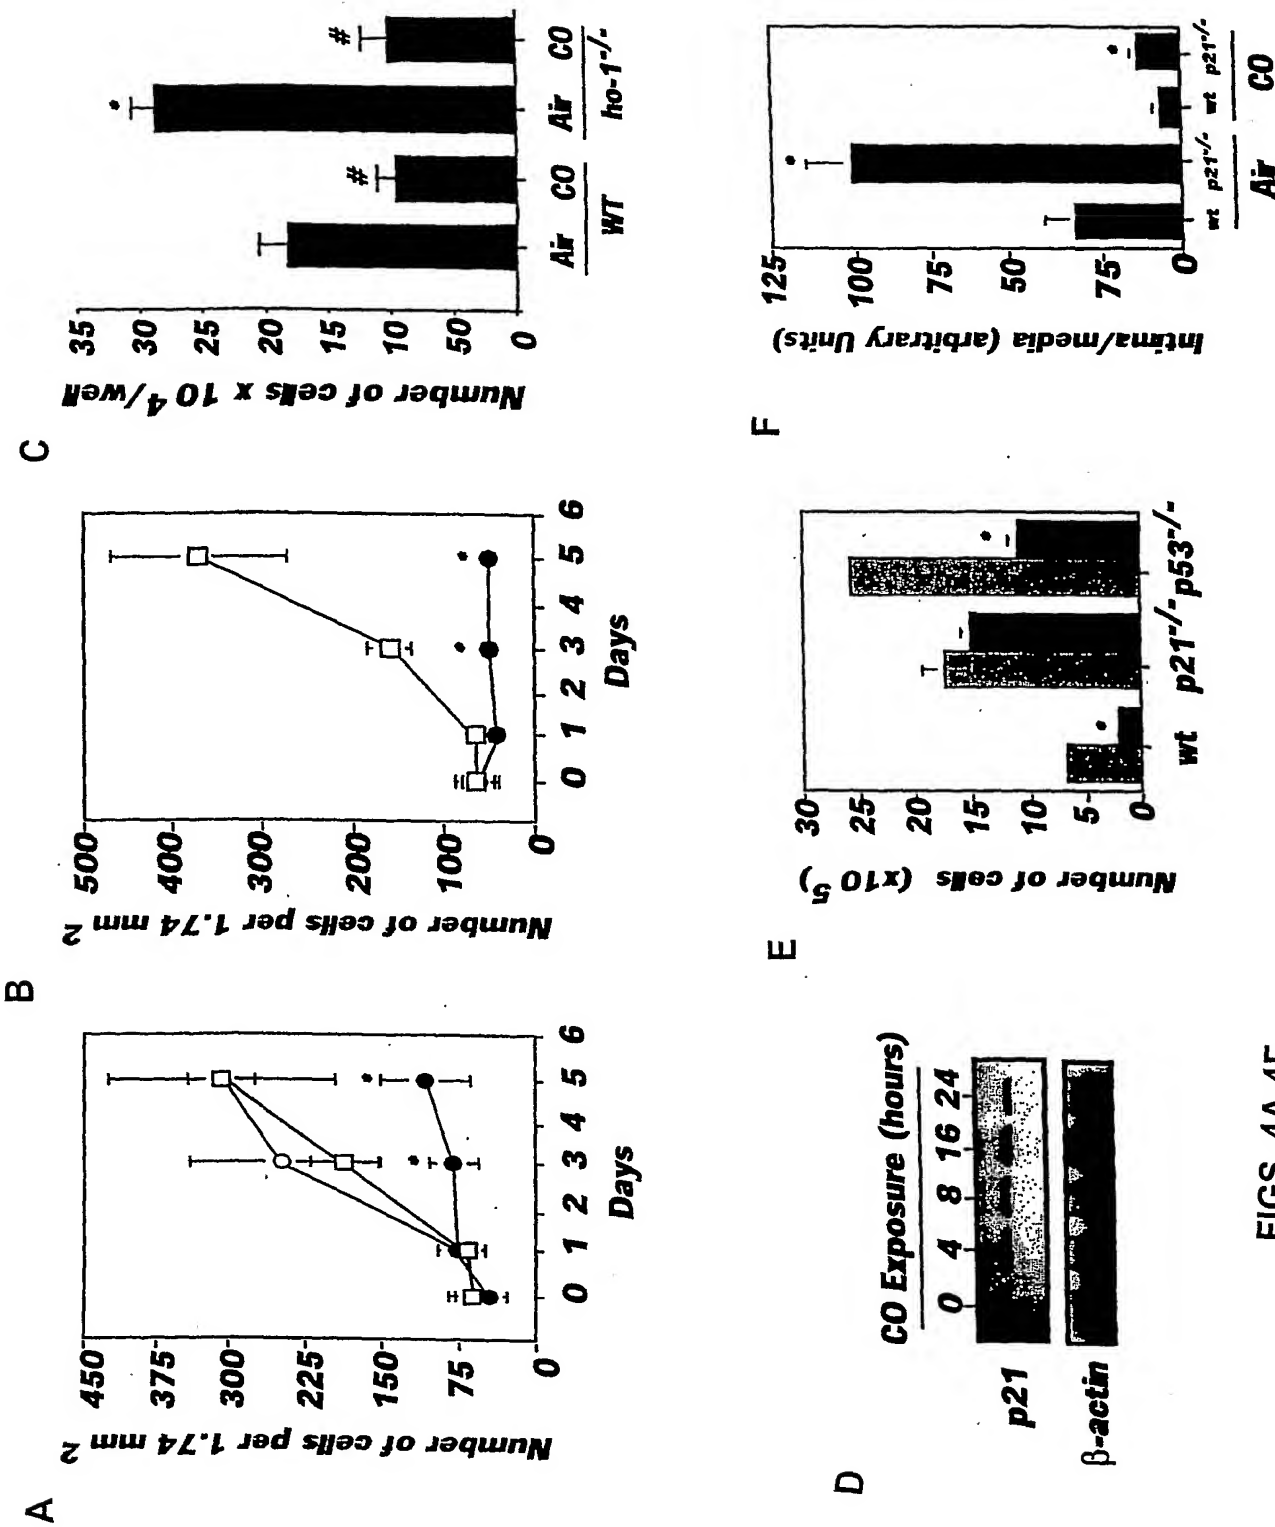 A
Number of cells per 1.74 mm 2
450
375
300
225
150
75
0
0 1 2 3 4 5 6
Days
*
*
B
Number of cells per 1.74 mm 2
500
400
300
200
100
0
0 1 2 3 4 5 6
Days
*
*
C
Number of cells x 10 4/well
35
30
25
20
10
50
0
#
*
#
Air CO Air CO
WT ho-1-/-
D
CO Exposure (hours)
0 4 8 16 24
p21
β-actin
E
Number of cells (x10 5)
30
25
20
15
10
5
0
*
*
wt p21-/- p53-/-
F
Intima/media (arbitrary Units)
125
100
75
50
75
0
*
*
wt p21-/- wt p21-/-
Air CO